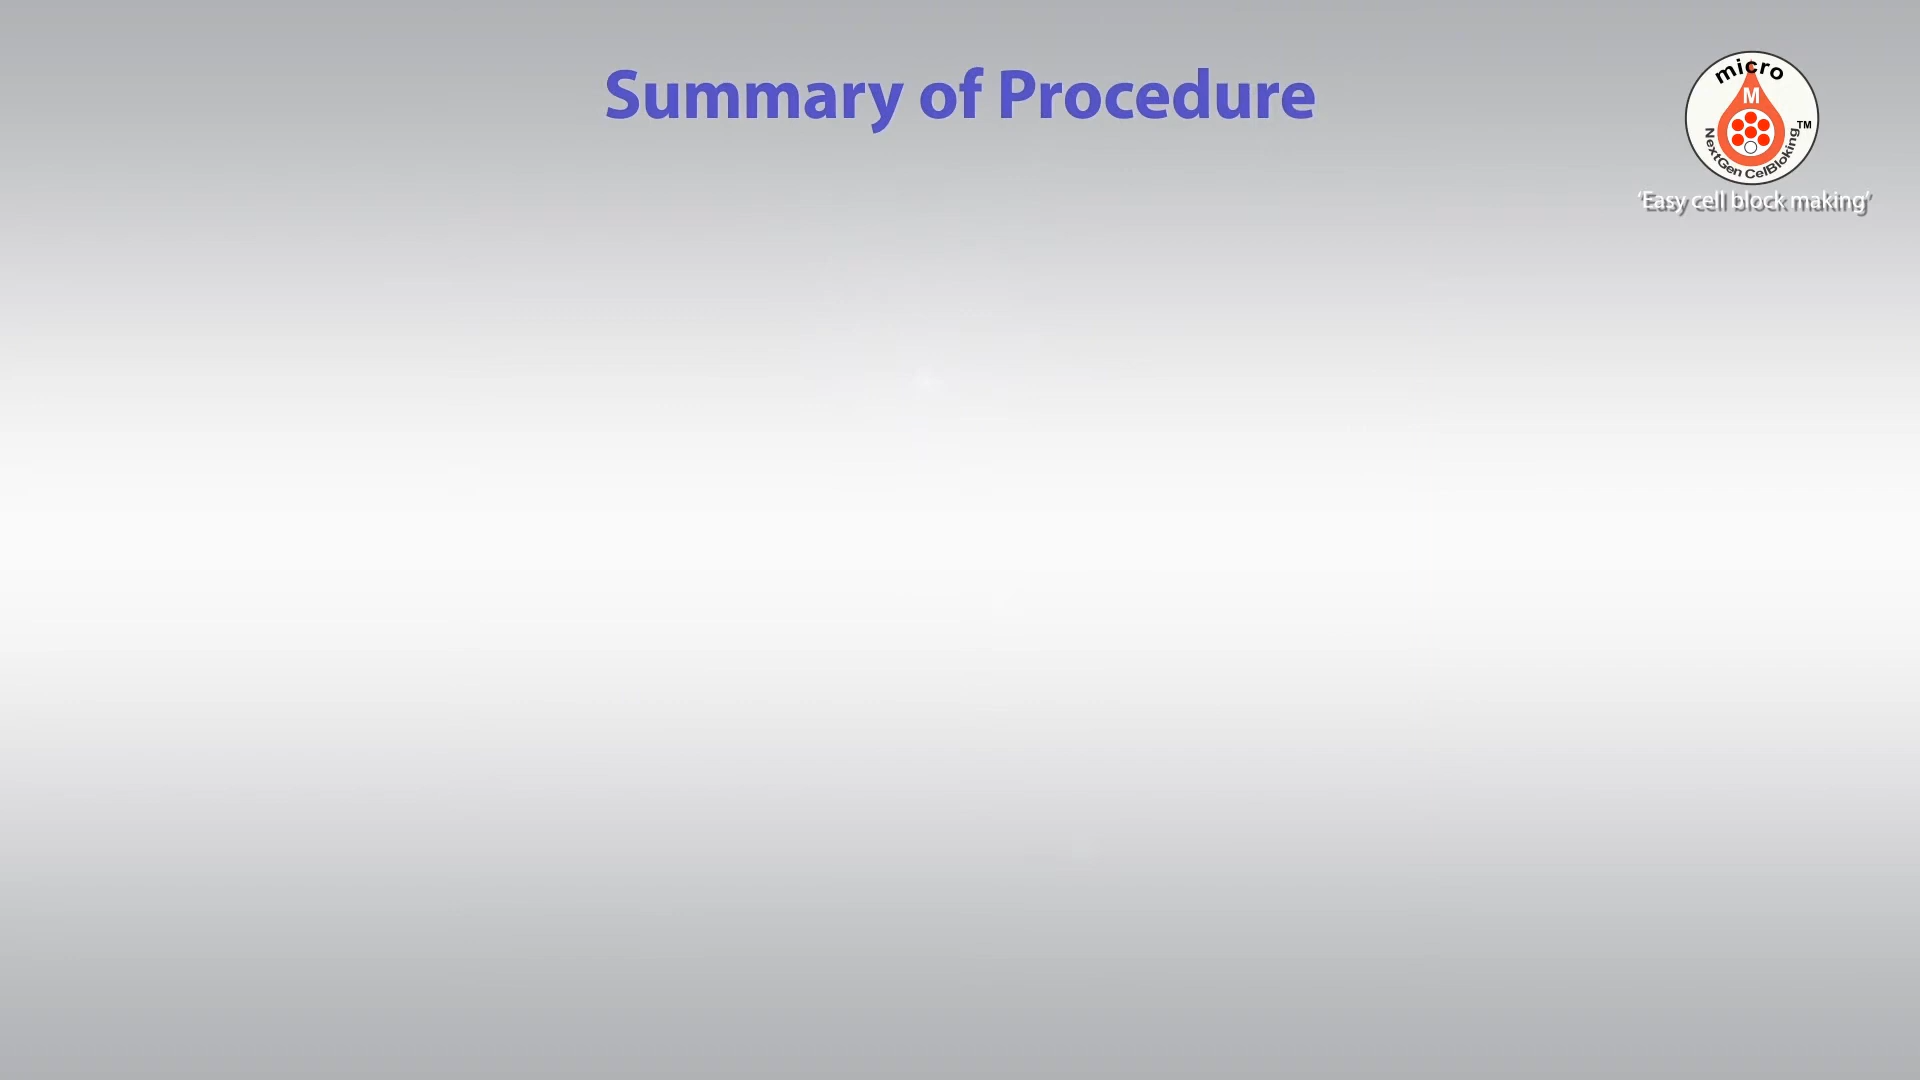 Summary of Procedure
micro
M
NextGen CelBloking
TM
'Easy cell block making'